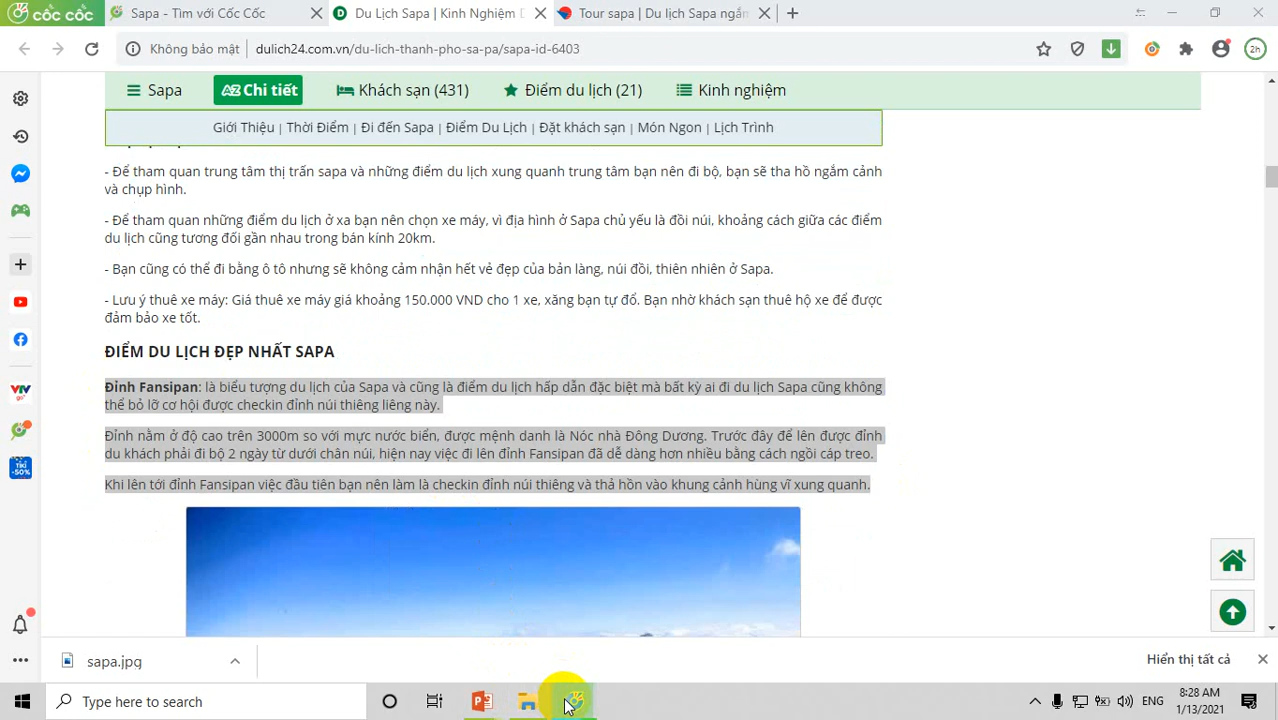 cốc cốc
Sapa - Tìm với Cốc Cốc
Du Lịch Sapa | Kinh Nghiệm D
Tour sapa | Du lịch Sapa ngắm
Không bảo mật
dulich24.com.vn/du-lich-thanh-pho-sa-pa/sapa-id-6403
2h
Sapa
AZ Chi tiết
Khách sạn (431)
Điểm du lịch (21)
Kinh nghiệm
Giới Thiệu | Thời Điểm | Đi đến Sapa | Điểm Du Lịch | Đặt khách sạn | Món Ngon | Lịch Trình
- Để tham quan trung tâm thị trấn sapa và những điểm du lịch xung quanh trung tâm bạn nên đi bộ, bạn sẽ tha hồ ngắm cảnh
và chụp hình.
- Để tham quan những điểm du lịch ở xa bạn nên chọn xe máy, vì địa hình ở Sapa chủ yếu là đồi núi, khoảng cách giữa các điểm
du lịch cũng tương đối gần nhau trong bán kính 20km.
- Bạn cũng có thể đi bằng ô tô nhưng sẽ không cảm nhận hết vẻ đẹp của bản làng, núi đồi, thiên nhiên ở Sapa.
- Lưu ý thuê xe máy: Giá thuê xe máy giá khoảng 150.000 VND cho 1 xe, xăng bạn tự đổ. Bạn nhờ khách sạn thuê hộ xe để được
đảm bảo xe tốt.
ĐIỂM DU LỊCH ĐẸP NHẤT SAPA
Đỉnh Fansipan: là biểu tượng du lịch của Sapa và cũng là điểm du lịch hấp dẫn đặc biệt mà bất kỳ ai đi du lịch Sapa cũng không
thể bỏ lỡ cơ hội được checkin đỉnh núi thiêng liêng này.
Đỉnh nằm ở độ cao trên 3000m so với mực nước biển, được mệnh danh là Nóc nhà Đông Dương. Trước đây để lên được đỉnh
du khách phải đi bộ 2 ngày từ dưới chân núi, hiện nay việc đi lên đỉnh Fansipan đã dễ dàng hơn nhiều bằng cách ngồi cáp treo.
Khi lên tới đỉnh Fansipan việc đầu tiên bạn nên làm là checkin đỉnh núi thiêng và thả hồn vào khung cảnh hùng vĩ xung quanh.
VTV
go
TIKI
-50%
sapa.jpg
Hiển thị tất cả
Type here to search
ENG
8:28 AM
1/13/2021